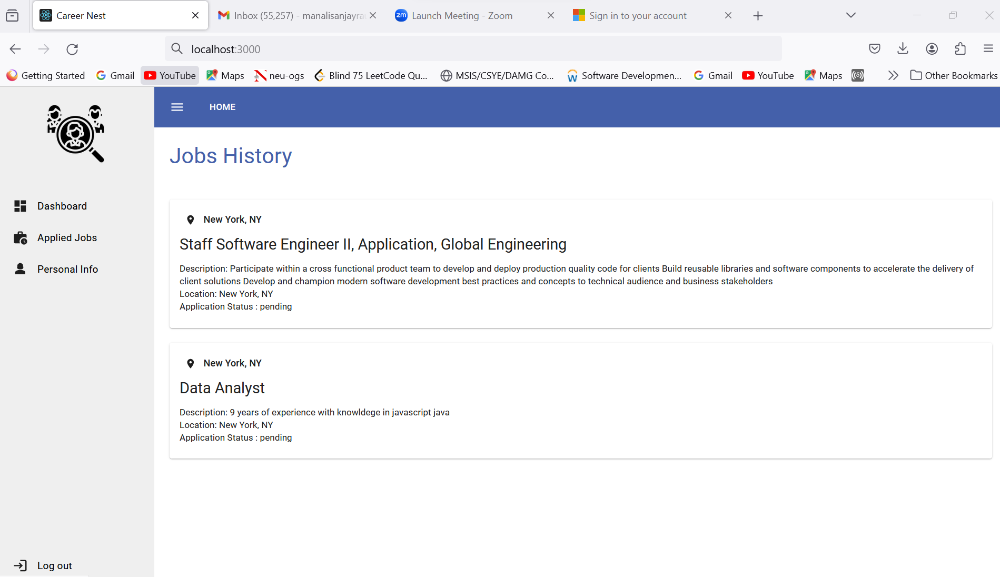 Career Nest
Inbox (55,257) - manalisanjayra
zm
Launch Meeting - Zoom
Sign in to your account
localhost:3000
Getting Started
Gmail
YouTube
Maps
neu-ogs
Blind 75 LeetCode Qu...
MSIS/CSYE/DAMG Co...
Software Developmen...
Gmail
YouTube
Maps
Other Bookmarks
HOME
Jobs History
Dashboard
Applied Jobs
Personal Info
Log out
New York, NY
Staff Software Engineer II, Application, Global Engineering
Description: Participate within a cross functional product team to develop and deploy production quality code for clients Build reusable libraries and software components to accelerate the delivery of
client solutions Develop and champion modern software development best practices and concepts to technical audience and business stakeholders
Location: New York, NY
Application Status : pending
New York, NY
Data Analyst
Description: 9 years of experience with knowldege in javascript java
Location: New York, NY
Application Status : pending